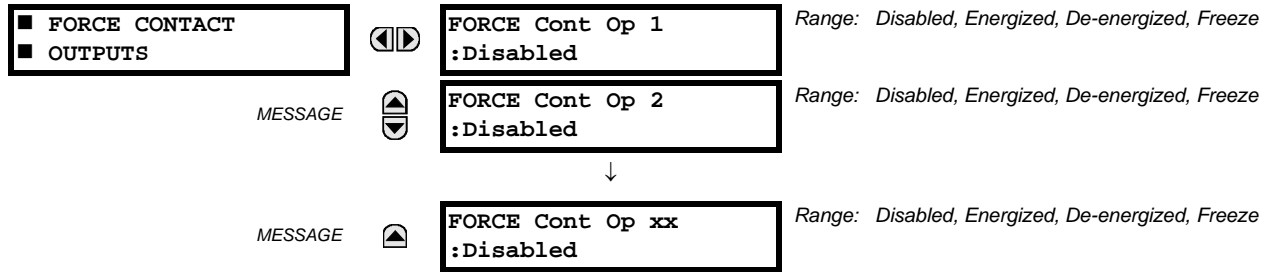 ■ FORCE CONTACT
■ OUTPUTS
FORCE Cont Op 1
:Disabled
Range: Disabled, Energized, De-energized, Freeze
MESSAGE
FORCE Cont Op 2
:Disabled
Range: Disabled, Energized, De-energized, Freeze
↓
MESSAGE
FORCE Cont Op xx
:Disabled
Range: Disabled, Energized, De-energized, Freeze